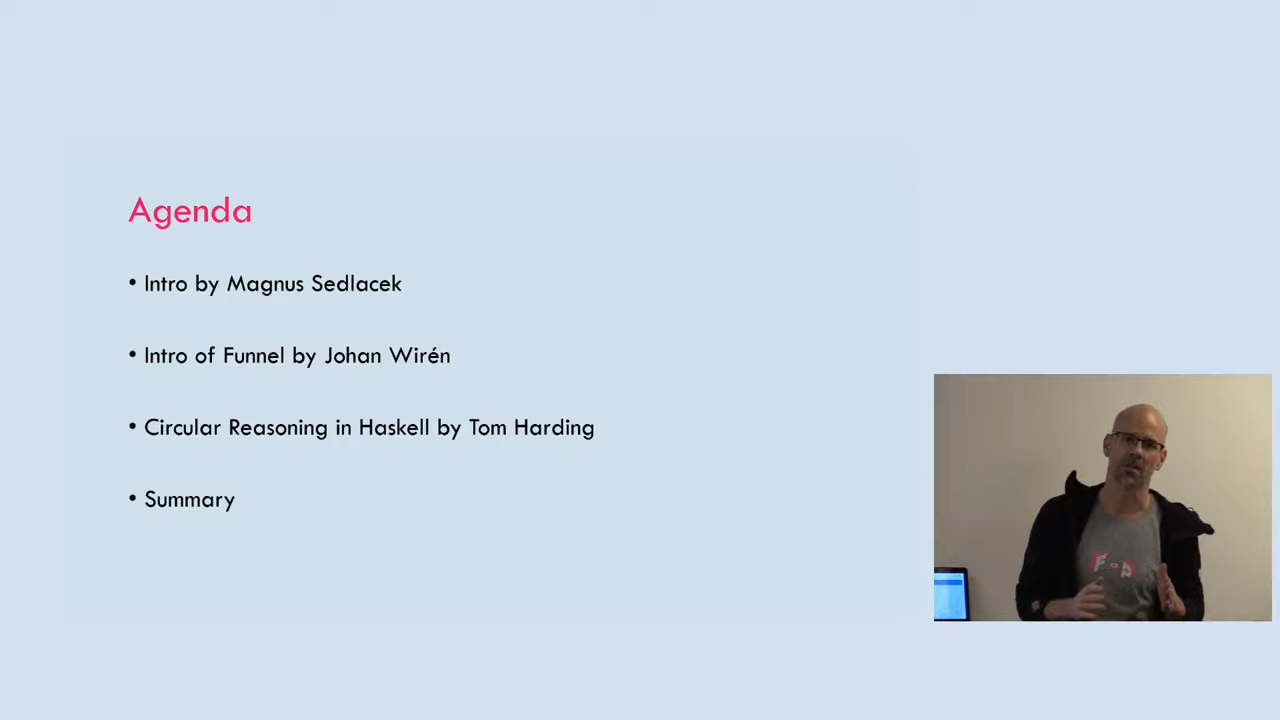 Agenda
• Intro by Magnus Sedlacek
• Intro of Funnel by Johan Wirén
• Circular Reasoning in Haskell by Tom Harding
• Summary